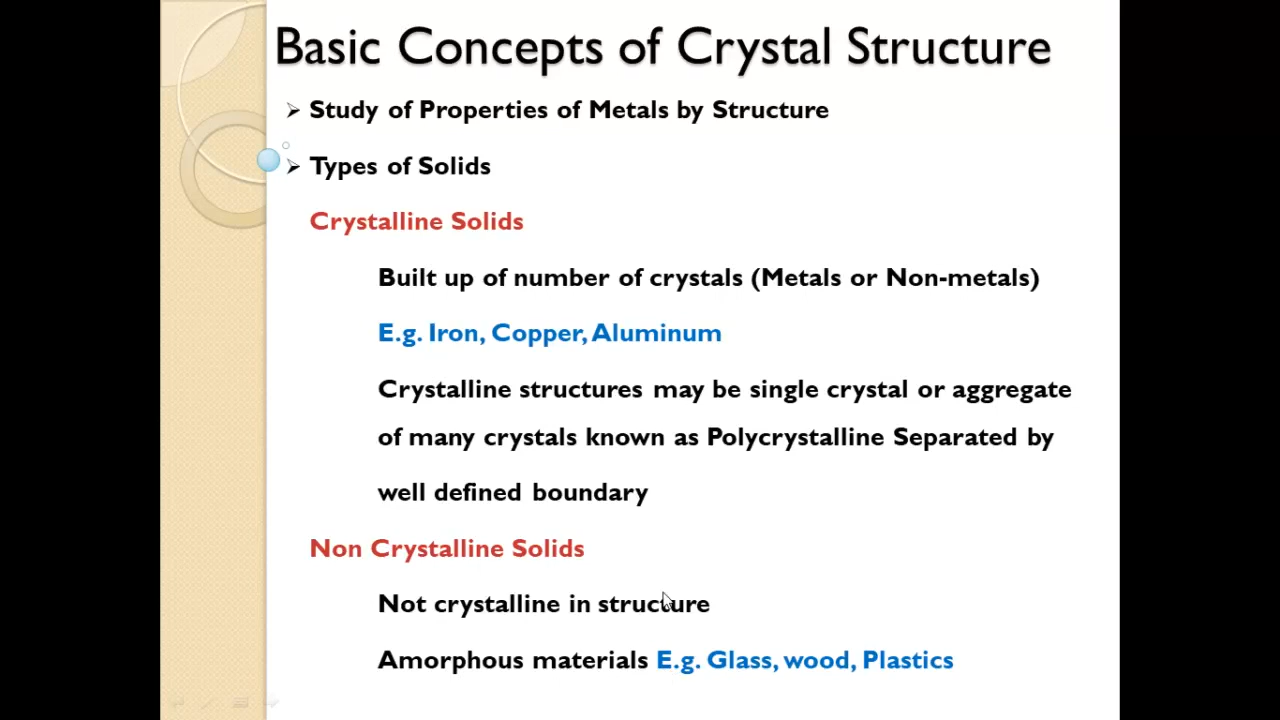 Basic Concepts of Crystal Structure
Study of Properties of Metals by Structure
Types of Solids
Crystalline Solids
Built up of number of crystals (Metals or Non-metals)
E.g. Iron, Copper, Aluminum
Crystalline structures may be single crystal or aggregate
of many crystals known as Polycrystalline Separated by
well defined boundary
Non Crystalline Solids
Not crystalline in structure
Amorphous materials E.g. Glass, wood, Plastics